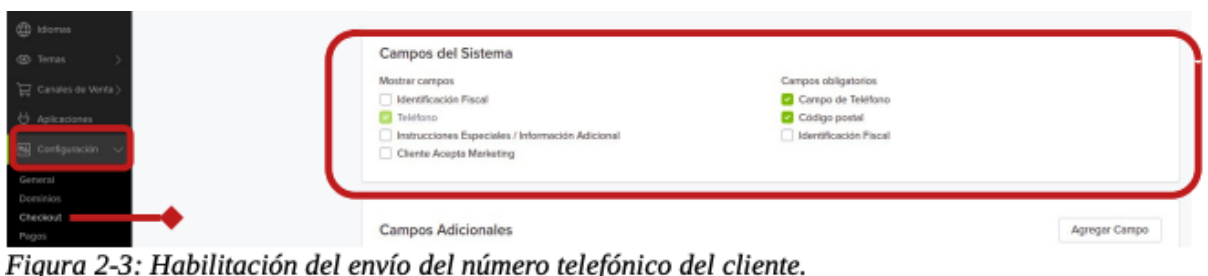 Idiomas
Temas
Canales de Venta
Aplicaciones
Configuración
General
Dominios
Checkout
Pagos
Campos del Sistema
Mostrar campos
Identificación Fiscal
Teléfono
Instrucciones Especiales / Información Adicional
Cliente Acepta Marketing
Campos obligatorios
Campo de Teléfono
Código postal
Identificación Fiscal
Campos Adicionales
Agregar Campo
Figura 2-3: Habilitación del envío del número telefónico del cliente.